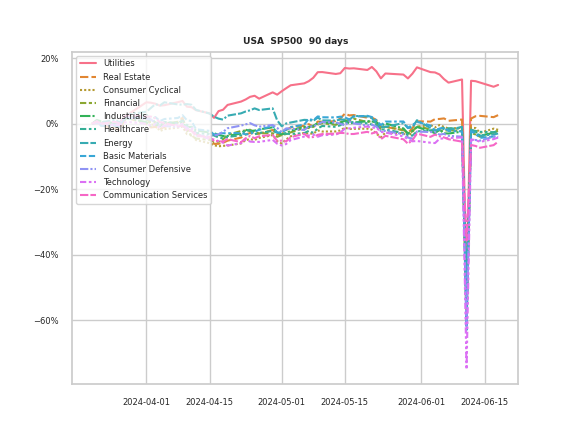 USA SP500 90 days
20%
0%
−20%
−40%
−60%
Utilities
Real Estate
Consumer Cyclical
Financial
Industrials
Healthcare
Energy
Basic Materials
Consumer Defensive
Technology
Communication Services
2024-04-01 2024-04-15 2024-05-01 2024-05-15 2024-06-01 2024-06-15